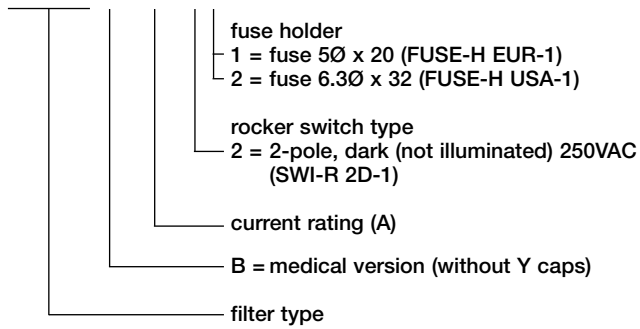 fuse holder
1 = fuse 5Ø x 20 (FUSE-H EUR-1)
2 = fuse 6.3Ø x 32 (FUSE-H USA-1)
rocker switch type
2 = 2-pole, dark (not illuminated) 250VAC
(SWI-R 2D-1)
current rating (A)
B = medical version (without Y caps)
filter type